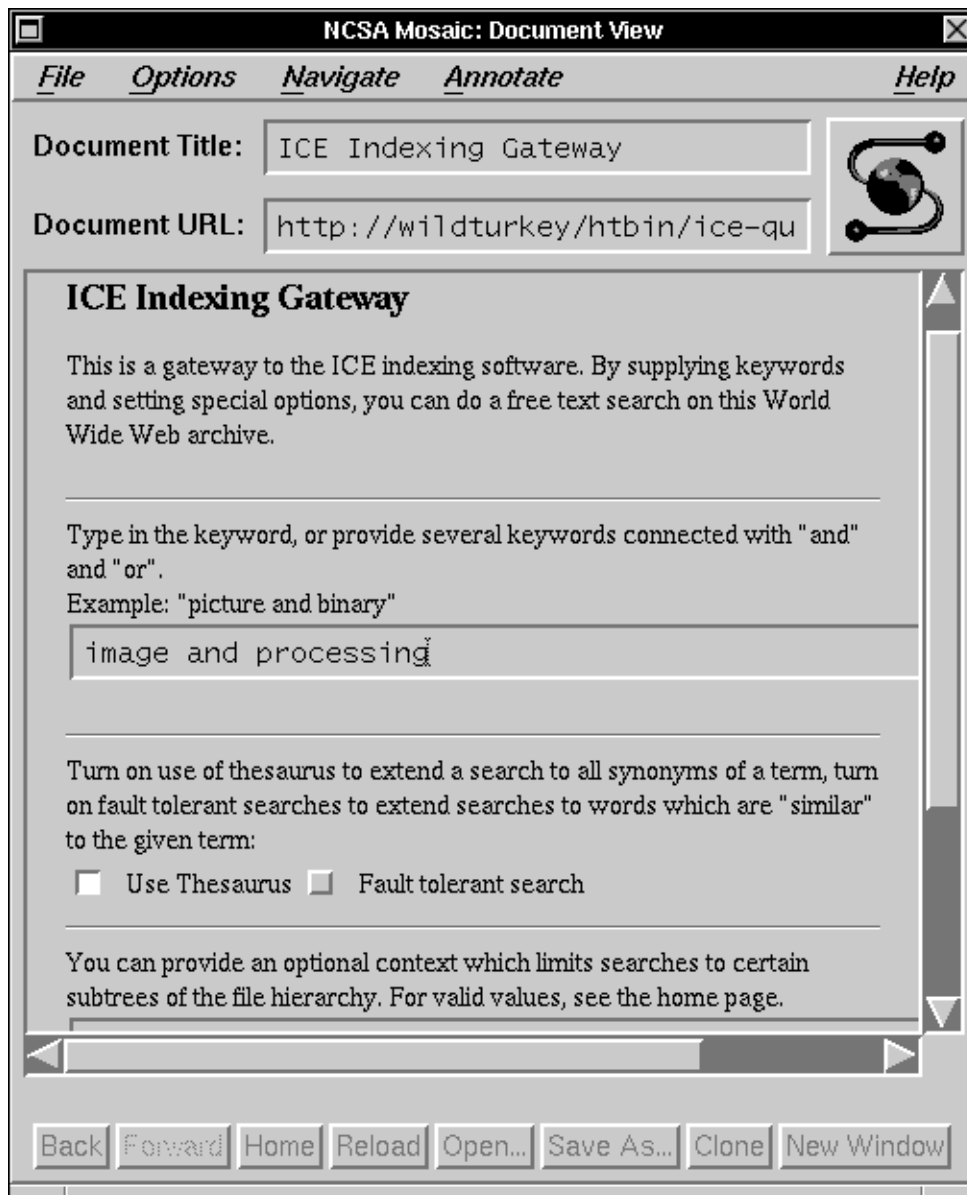 NCSA Mosaic: Document View
File Options Navigate Annotate Help
Document Title: ICE Indexing Gateway
Document URL: http://wildturkey/htbin/ice-qu
ICE Indexing Gateway
This is a gateway to the ICE indexing software. By supplying keywords
and setting special options, you can do a free text search on this World
Wide Web archive.
Type in the keyword, or provide several keywords connected with "and"
and "or".
Example: "picture and binary"
image and processing
Turn on use of thesaurus to extend a search to all synonyms of a term, turn
on fault tolerant searches to extend searches to words which are "similar"
to the given term:
Use Thesaurus Fault tolerant search
You can provide an optional context which limits searches to certain
subtrees of the file hierarchy. For valid values, see the home page.
Back Forward Home Reload Open... Save As... Clone New Window